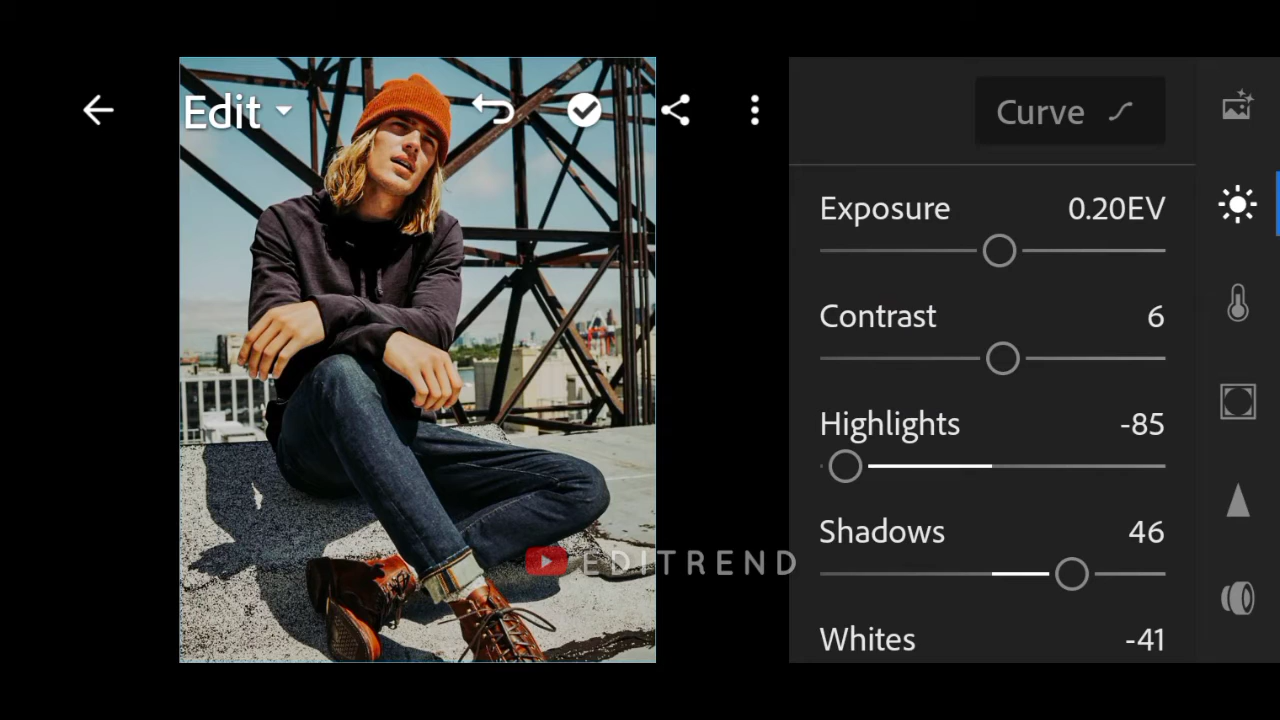 Edit
Curve
Exposure 0.20EV
Contrast 6
Highlights -85
Shadows 46
EDITREND
Whites -41